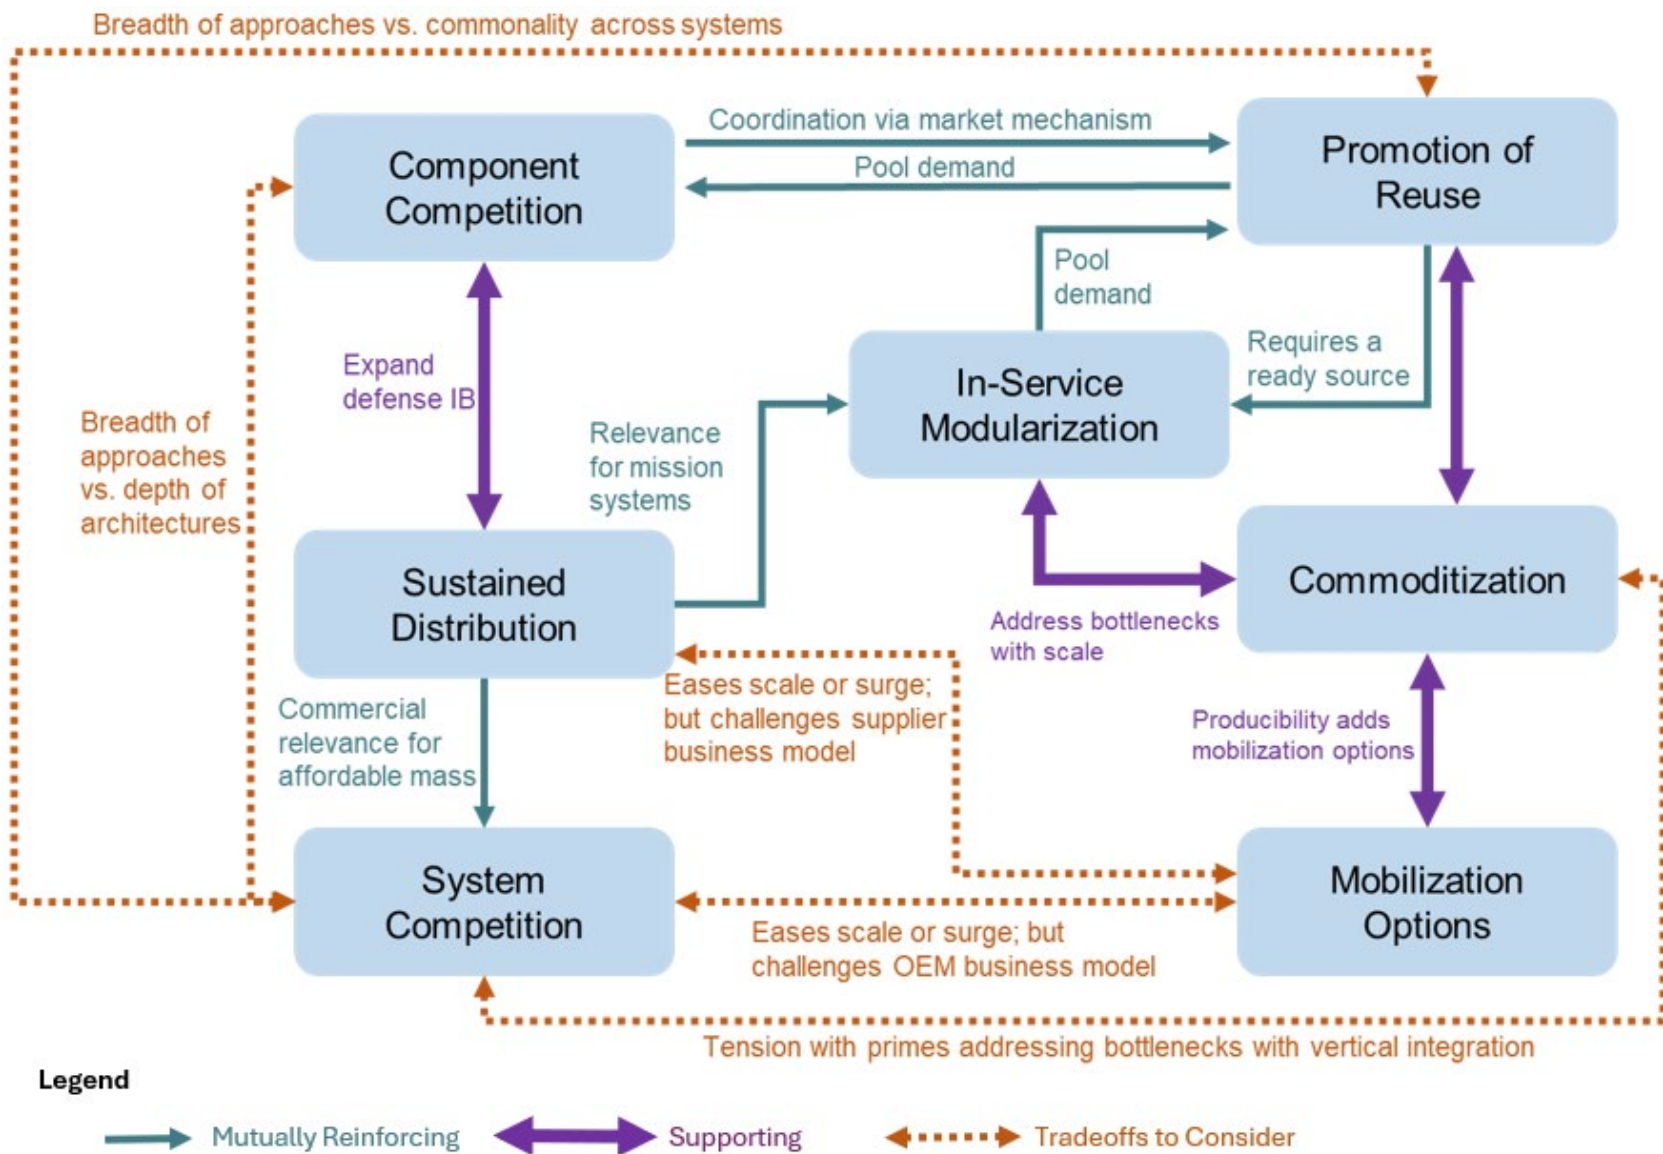 Breadth of approaches vs. commonality across systems
Component
Competition
Coordination via market mechanism
Pool demand
Promotion of
Reuse
Pool
demand
Expand
defense IB
In-Service
Modularization
Requires a
ready source
Breadth of
approaches
vs. depth of
architectures
Relevance
for mission
systems
Sustained
Distribution
Commoditization
Address bottlenecks
with scale
Eases scale or surge;
but challenges supplier
business model
Commercial
relevance for
affordable mass
Producibility adds
mobilization options
System
Competition
Mobilization
Options
Eases scale or surge; but
challenges OEM business model
Tension with primes addressing bottlenecks with vertical integration
Legend
Mutually Reinforcing
Supporting
Tradeoffs to Consider